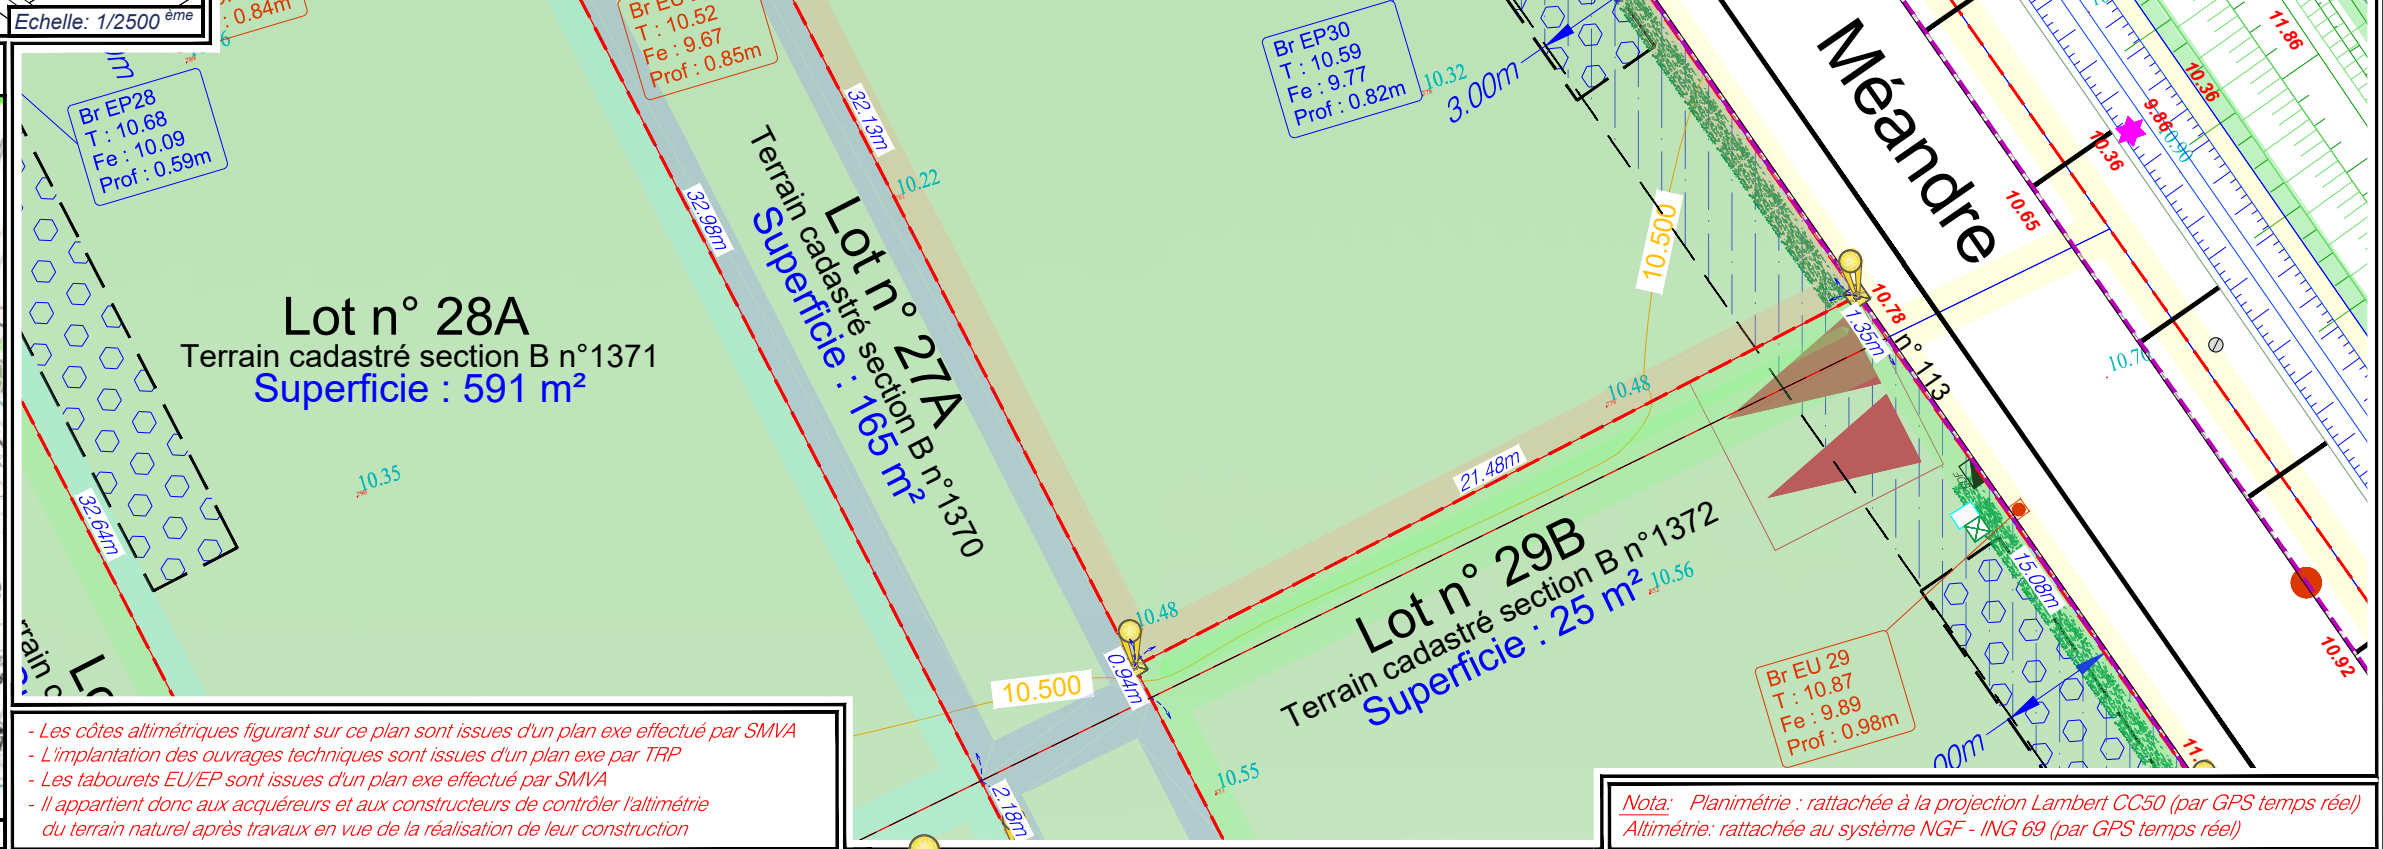 Echelle: 1/2500 ème
: 0.84m
Br EP28
T : 10.68
Fe : 10.09
Prof : 0.59m
T : 10.52
Fe : 9.67
Prof : 0.85m
Br EP30
T : 10.59
Fe : 9.77
Prof : 0.82m
10.32
3.00m
Méandre
11.86
10.36
9.86
10.90
10.36
10.65
32.13m
10.22
32.98m
Lot n° 27A
Terrain cadastré section B n°1370
Superficie : 165 m²
10.500
Lot n° 28A
Terrain cadastré section B n°1371
Superficie : 591 m²
10.35
32.64m
10.78
1.35m
n° 113
10.48
21.48m
Lot n° 29B
Terrain cadastré section B n°1372
Superficie : 25 m²
10.56
10.48
0.94m
10.500
10.55
2.18m
15.08m
Br EU 29
T : 10.87
Fe : 9.89
Prof : 0.98m
10.92
- Les côtes altimétriques figurant sur ce plan sont issues d'un plan exe effectué par SMVA
- L'implantation des ouvrages techniques sont issues d'un plan exe par TRP
- Les tabourets EU/EP sont issues d'un plan exe effectué par SMVA
- Il appartient donc aux acquéreurs et aux constructeurs de contrôler l'altimétrie
du terrain naturel après travaux en vue de la réalisation de leur construction
Nota: Planimétrie : rattachée à la projection Lambert CC50 (par GPS temps réel)
Altimétrie: rattachée au système NGF - ING 69 (par GPS temps réel)